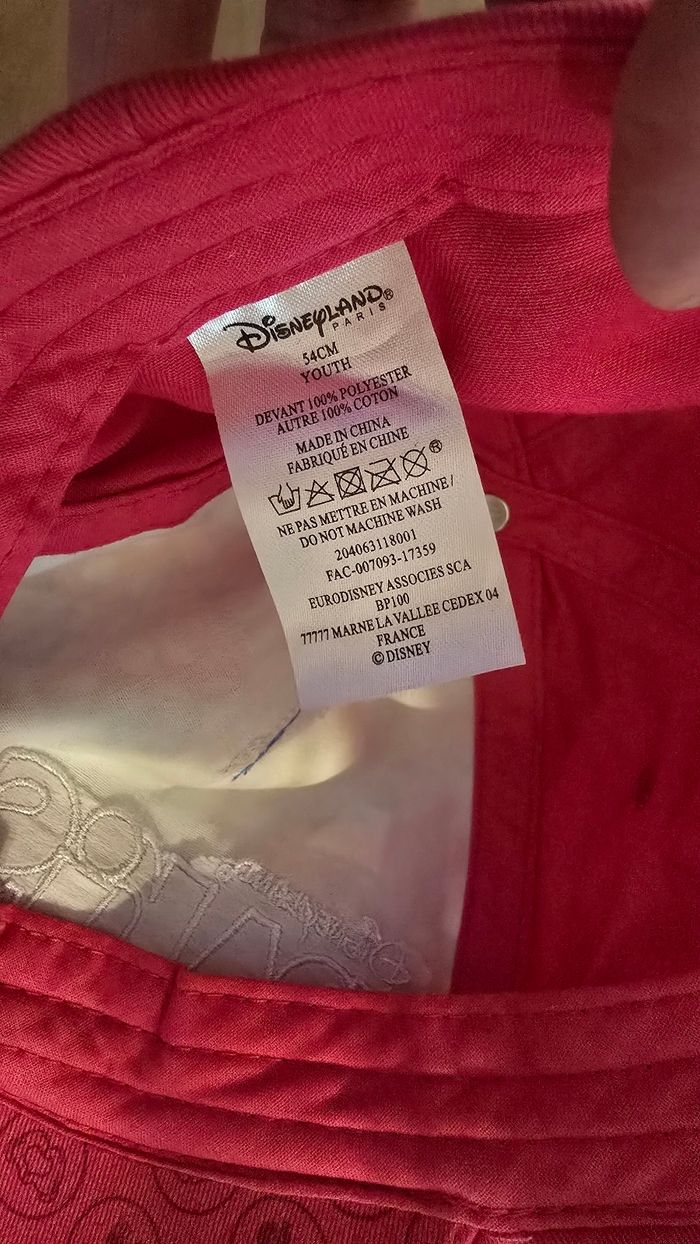 DISNEYLAND®
PARIS
54CM
YOUTH
DEVANT 100% POLYESTER
AUTRE 100% COTON
MADE IN CHINA
FABRIQUÉ EN CHINE
NE PAS METTRE EN MACHINE /
DO NOT MACHINE WASH
204063118001
FAC-007093-17359
EURODISNEY ASSOCIES SCA
BP100
77777 MARNE LA VALLEE CEDEX 04
FRANCE
© DISNEY